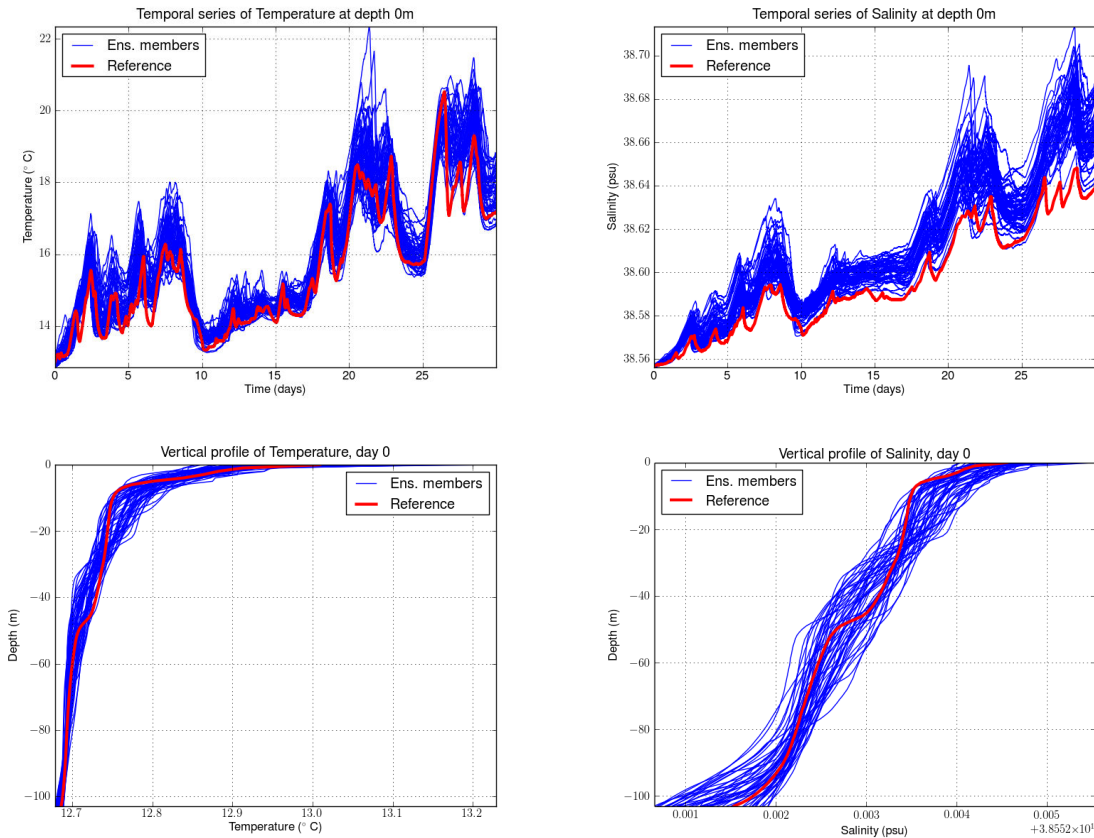 Temporal series of Temperature at depth 0m
Ens. members
Reference
Temperature (° C)
22
20
18
16
14
0 5 10 15 20 25
Time (days)
Temporal series of Salinity at depth 0m
Ens. members
Reference
Salinity (psu)
38.70
38.68
38.66
38.64
38.62
38.60
38.58
38.56
0 5 10 15 20 25
Time (days)
Vertical profile of Temperature, day 0
Ens. members
Reference
Depth (m)
0
−20
−40
−60
−80
−100
12.7 12.8 12.9 13.0 13.1 13.2
Temperature (° C)
Vertical profile of Salinity, day 0
Ens. members
Reference
Depth (m)
0
−20
−40
−60
−80
−100
0.001 0.002 0.003 0.004 0.005
Salinity (psu)